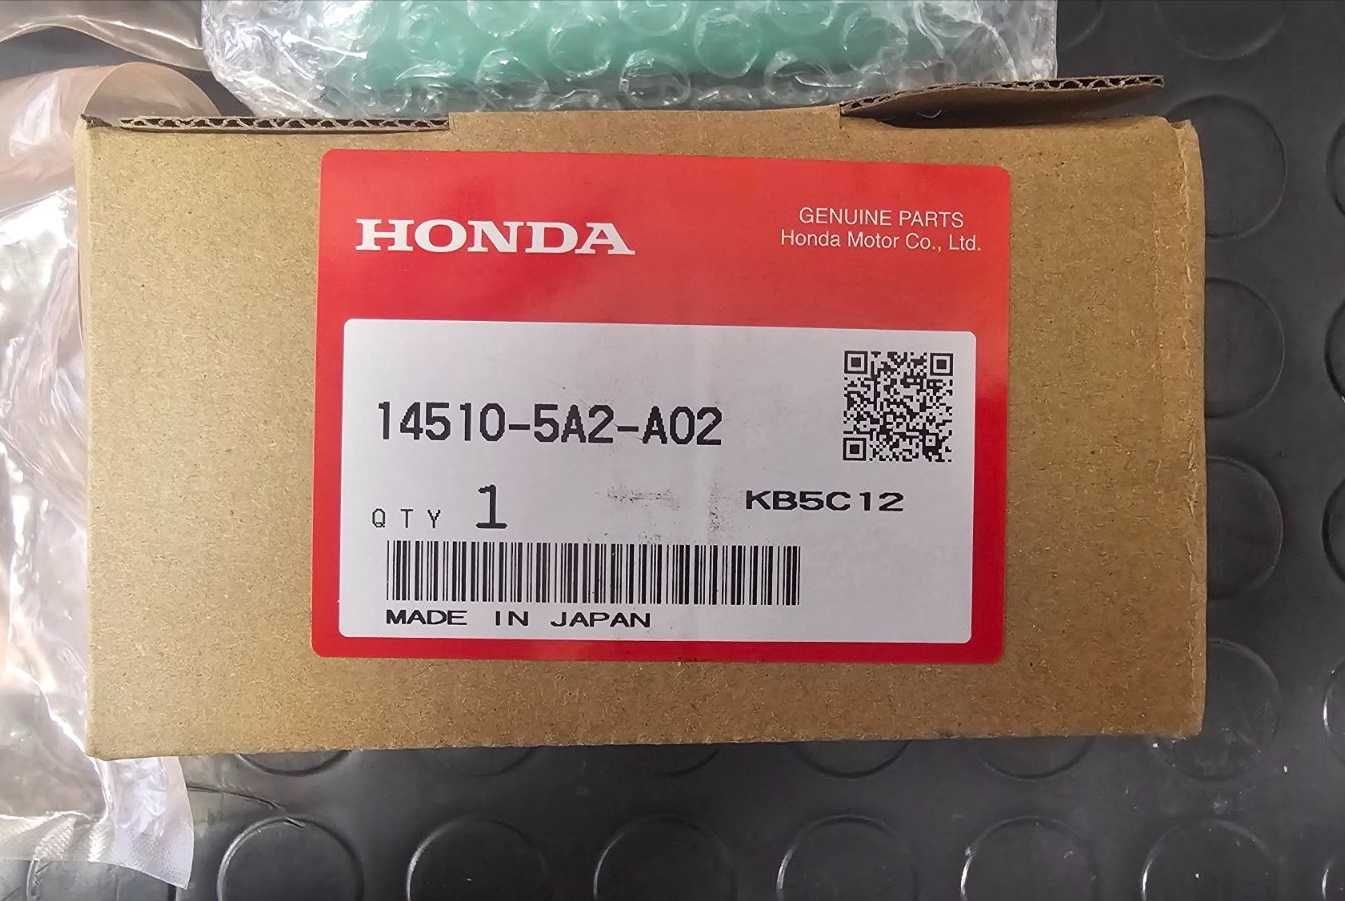 HONDA
GENUINE PARTS
Honda Motor Co., Ltd.
14510-5A2-A02
QTY 1
KB5C12
MADE IN JAPAN